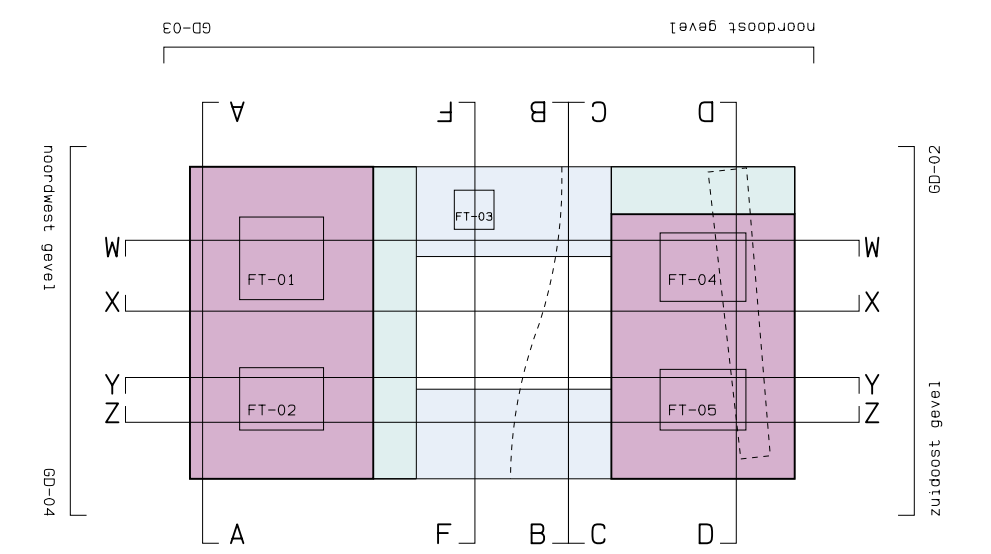 GD-03
noordoost gevel
A
F
B
C
D
noordwest gevel
GD-02
FT-03
W
W
FT-01
FT-04
X
X
Y
Y
FT-02
FT-05
Z
Z
GD-04
zuidoost gevel
A
F
B
C
D